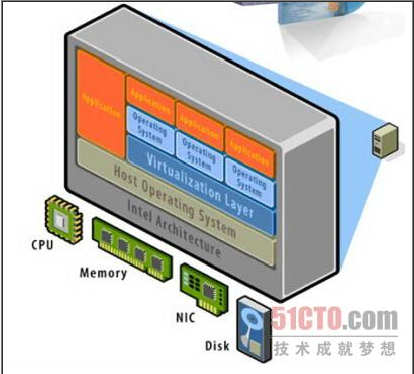 Application
Application
Application
Application
Operating
System
Operating
System
Operating
System
Virtualization Layer
Host Operating System
Intel Architecture
CPU
Memory
NIC
Disk
51CTO.com
技术成就梦想